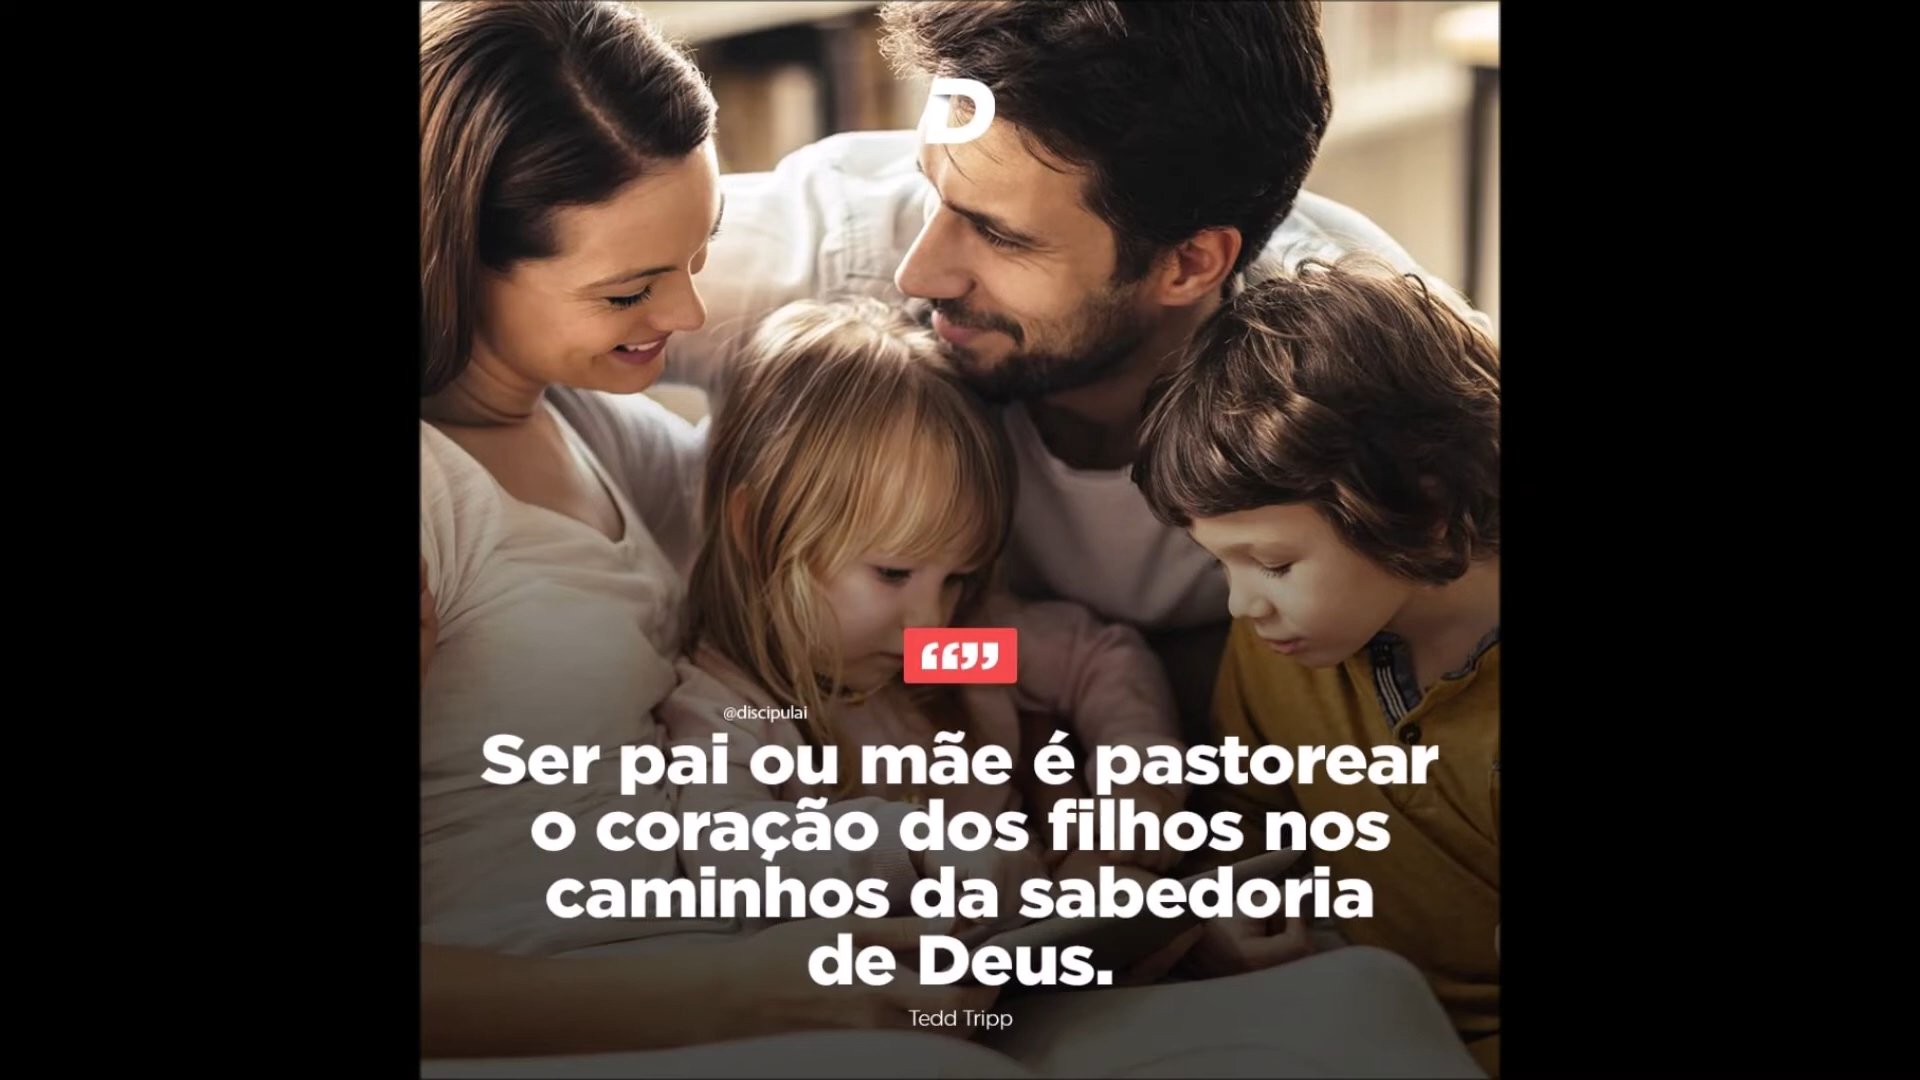 D
““””
@discipulai
Ser pai ou mãe é pastorear
o coração dos filhos nos
caminhos da sabedoria
de Deus.
Tedd Tripp